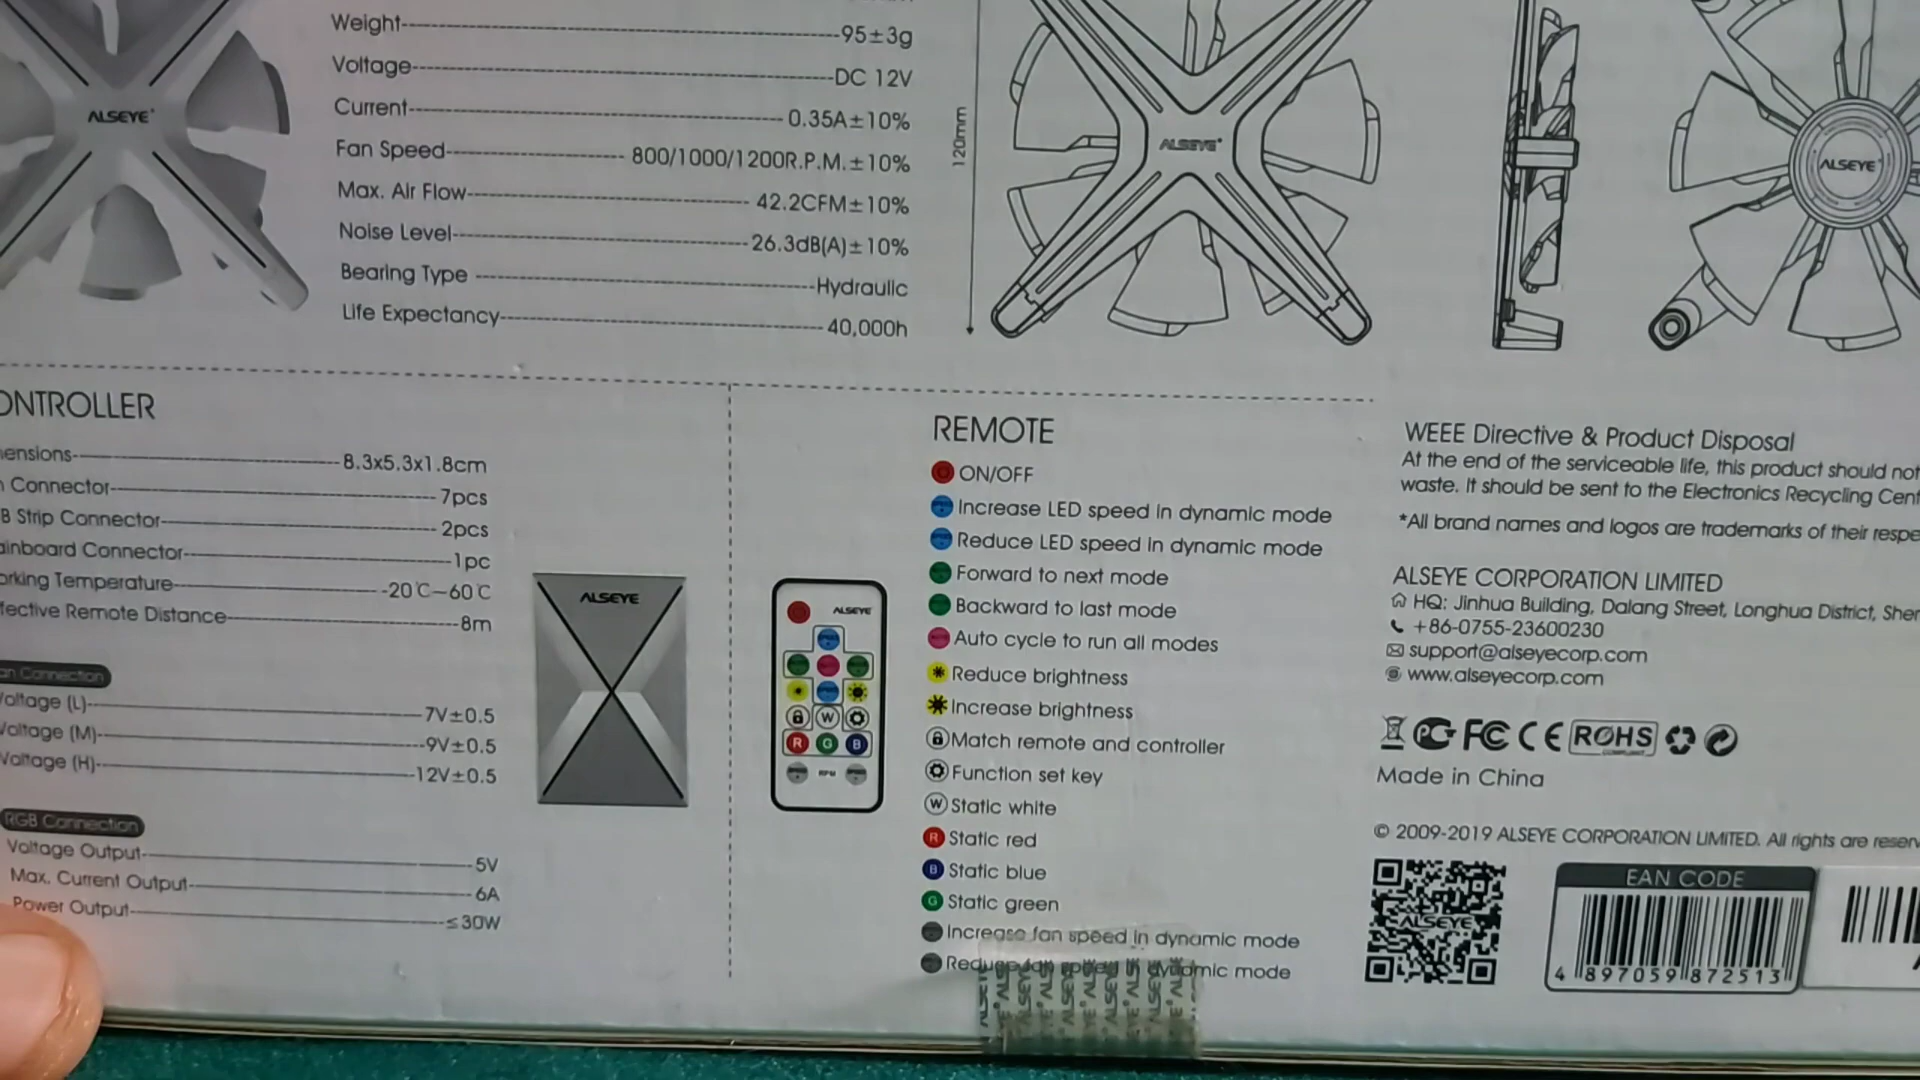 ALSEYE
Weight 95±3g
Voltage DC 12V
Current 0.35A±10%
Fan Speed 800/1000/1200R.P.M.±10%
Max. Air Flow 42.2CFM±10%
Noise Level 26.3dB(A)±10%
Bearing Type Hydraulic
Life Expectancy 40,000h
120mm
ALSEYE
ALSEYE
ONTROLLER
ensions 8.3x5.3x1.8cm
Connector 7pcs
B Strip Connector 2pcs
ainboard Connector 1pc
orking Temperature -20℃~60℃
fective Remote Distance 8m
an Connection
Voltage (L) 7V±0.5
Voltage (M) 9V±0.5
Voltage (H) 12V±0.5
RGB Connection
Voltage Output 5V
Max. Current Output 6A
Power Output ≤30W
ALSEYE
ALSEYE
SPEED
W
R G B
RPM
REMOTE
ON/OFF
Increase LED speed in dynamic mode
Reduce LED speed in dynamic mode
Forward to next mode
Backward to last mode
Auto cycle to run all modes
Reduce brightness
Increase brightness
Match remote and controller
Function set key
W Static white
R Static red
B Static blue
G Static green
Increase fan speed in dynamic mode
Reduce fan speed in dynamic mode
WEEE Directive & Product Disposal
At the end of the serviceable life, this product should not
waste. It should be sent to the Electronics Recycling Cen
*All brand names and logos are trademarks of their respe
ALSEYE CORPORATION LIMITED
HQ: Jinhua Building, Dalang Street, Longhua District, Shen
+86-0755-23600230
support@alseyecorp.com
www.alseyecorp.com
FC CE ROHS
Made in China
© 2009-2019 ALSEYE CORPORATION LIMITED. All rights are reserv
ALSEYE
EAN CODE
4 897059 872513